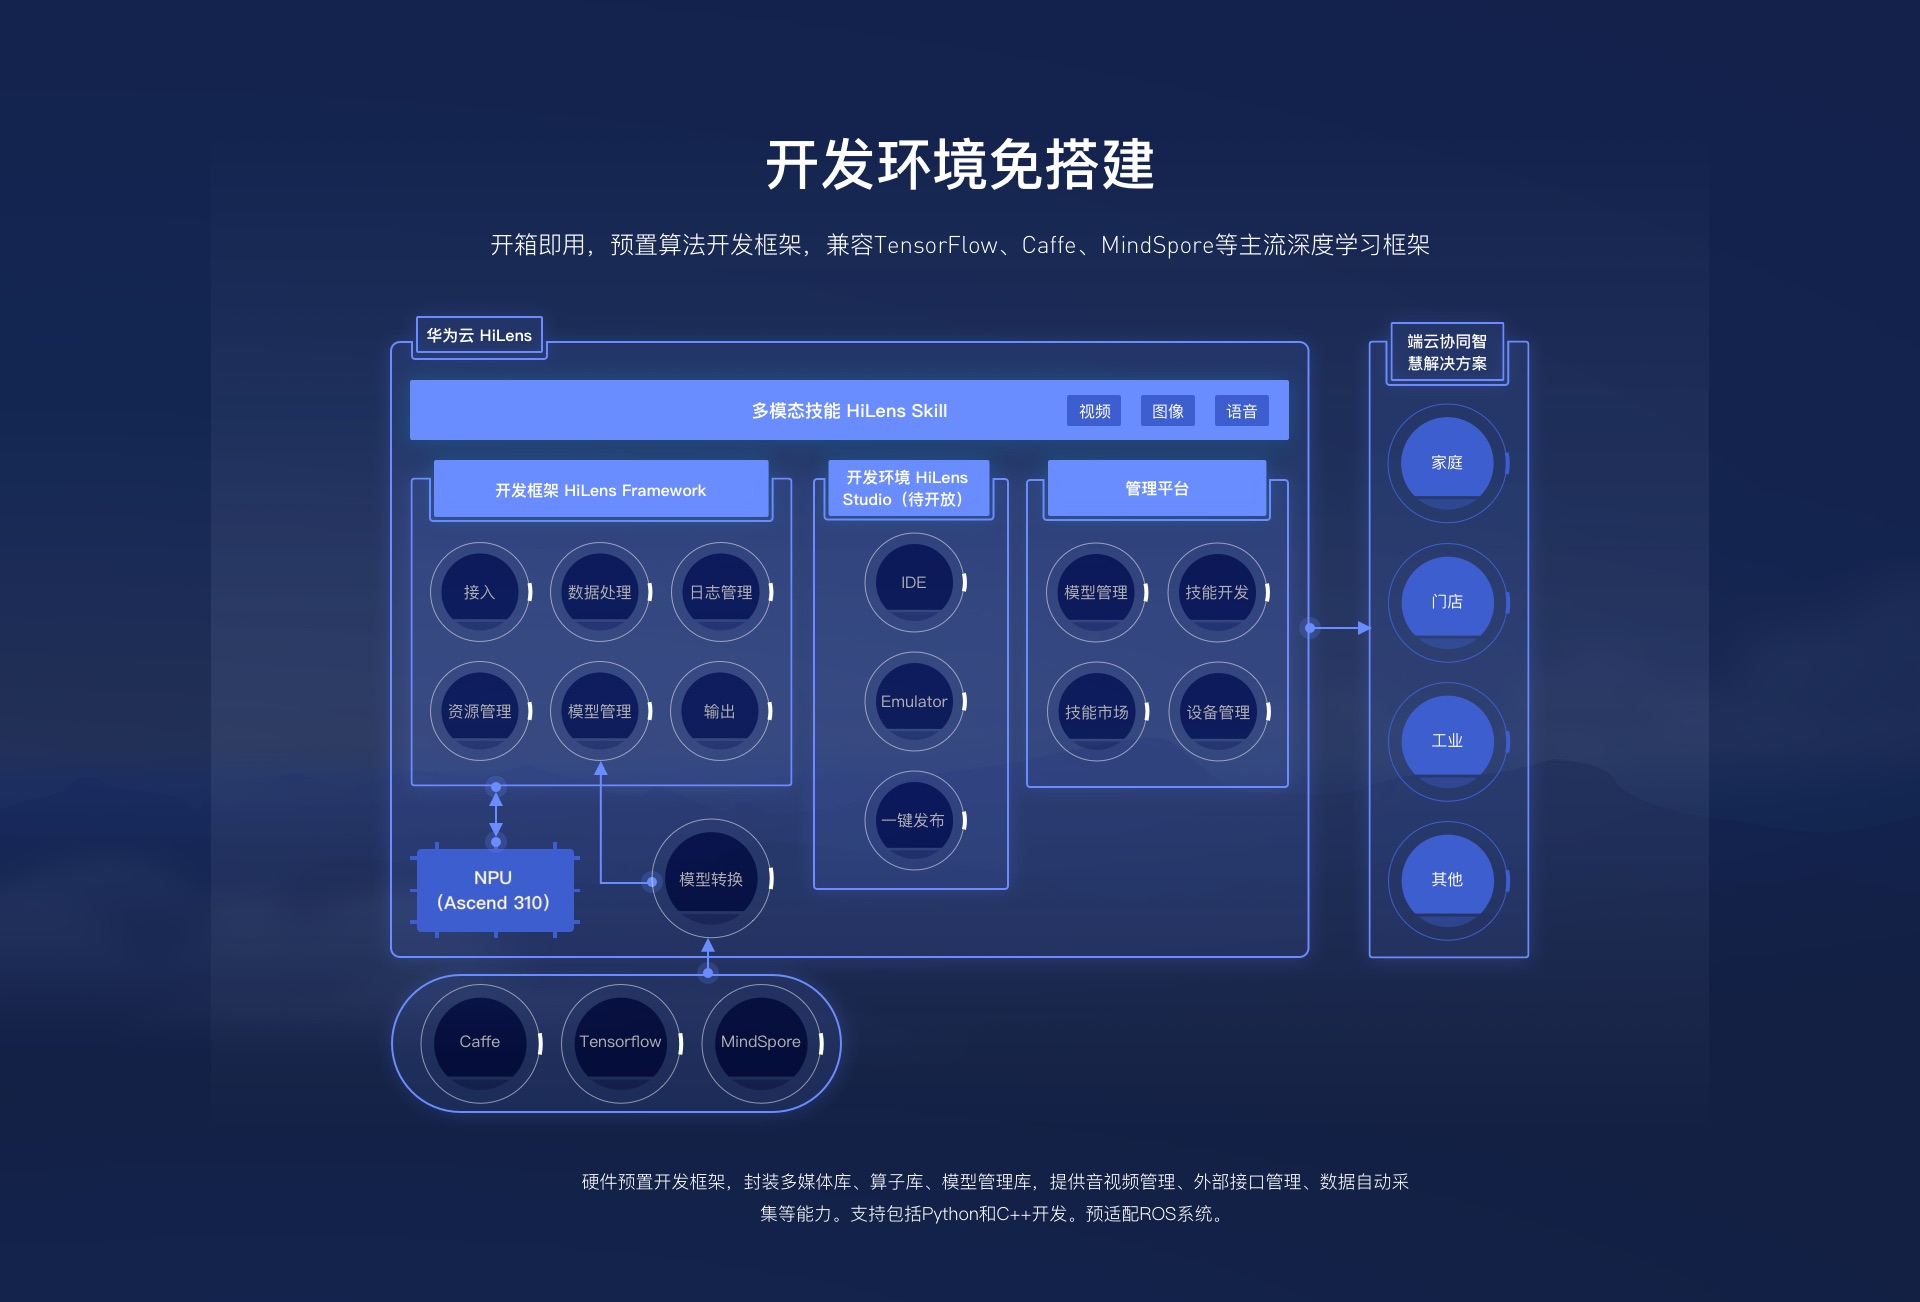 开发环境免搭建
开箱即用，预置算法开发框架，兼容TensorFlow、Caffe、MindSpore等主流深度学习框架
华为云 HiLens
多模态技能 HiLens Skill
视频
图像
语音
开发框架 HiLens Framework
接入
数据处理
日志管理
资源管理
模型管理
输出
开发环境 HiLens
Studio（待开放）
IDE
Emulator
一键发布
管理平台
模型管理
技能开发
技能市场
设备管理
NPU
(Ascend 310)
模型转换
Caffe
Tensorflow
MindSpore
端云协同智
慧解决方案
家庭
门店
工业
其他
硬件预置开发框架，封装多媒体库、算子库、模型管理库，提供音视频管理、外部接口管理、数据自动采
集等能力。支持包括Python和C++开发。预适配ROS系统。